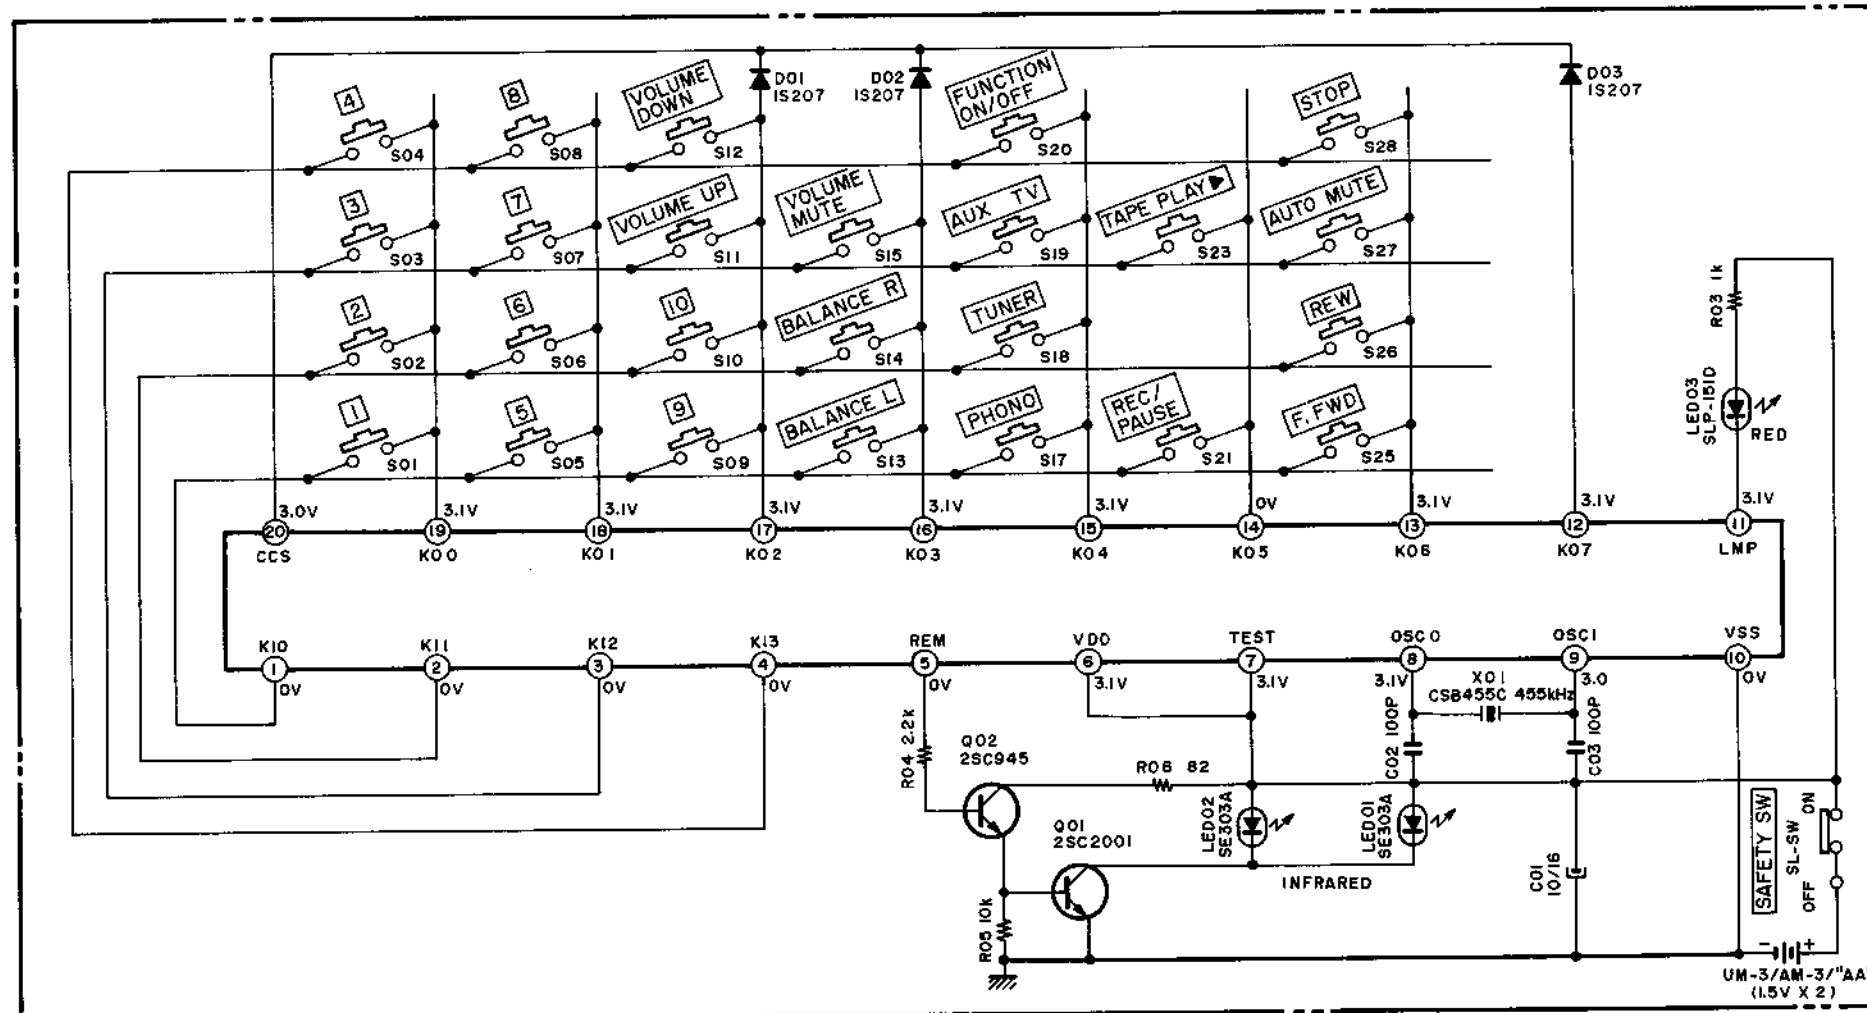 D01
1S207
D02
1S207
D03
1S207
4
S04
8
S08
VOLUME
DOWN
S12
FUNCTION
ON/OFF
S20
STOP
S28
3
S03
7
S07
VOLUME UP
S11
VOLUME
MUTE
S15
AUX TV
S19
TAPE PLAY ▶
S23
AUTO MUTE
S27
2
S02
6
S06
10
S10
BALANCE R
S14
TUNER
S18
REW
S26
R03 1k
1
S01
5
S05
9
S09
BALANCE L
S13
PHONO
S17
REC/
PAUSE
S21
F.FWD
S25
LED03
SLP-151D
RED
3.0V
3.1V
3.1V
3.1V
3.1V
3.1V
0V
3.1V
3.1V
3.1V
20
19
18
17
16
15
14
13
12
11
CCS
K00
K01
K02
K03
K04
K05
K06
K07
LMP
K10
K11
K12
K13
REM
VDD
TEST
OSC0
OSC1
VSS
1
2
3
4
5
6
7
8
9
10
0V
0V
0V
0V
0V
3.1V
3.1V
3.1V
3.0
0V
X01
CSB455C 455kHz
R04 2.2k
Q02
2SC945
R06 82
C02 100P
C03 100P
Q01
2SC2001
LED02
SE303A
LED01
SE303A
INFRARED
C01
10/16
SAFETY SW
SL-SW
ON
OFF
R05 10k
- +
UM-3/AM-3/"AA"
(1.5V X 2)